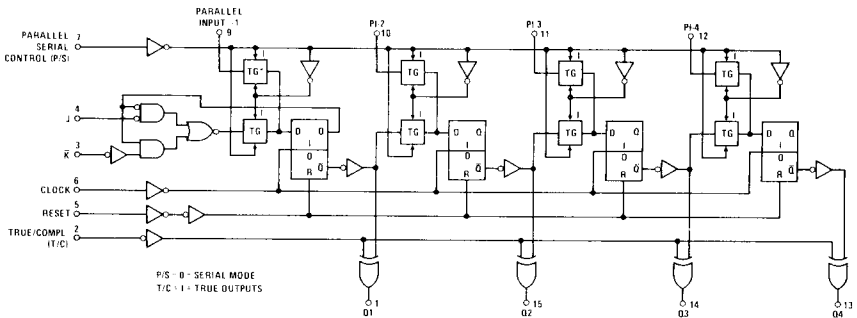 PARALLEL
INPUT -1
9
PI-2
10
PI-3
11
PI-4
12
PARALLEL
SERIAL
CONTROL (P/S)
7
I
TG*
I
TG
I
TG
I
TG
4
J
I
TG
I
TG
I
TG
I
TG
3
K̅
D Q
I
O
Q̅
R
D Q
I
O
Q̅
R
D Q
I
O
Q̅
R
D Q
I
O
Q̅
R
CLOCK 6
RESET 5
TRUE/COMPL 2
(T/C)
P/S = 0 = SERIAL MODE
T/C = I = TRUE OUTPUTS
1
Q1
15
Q2
14
Q3
13
Q4